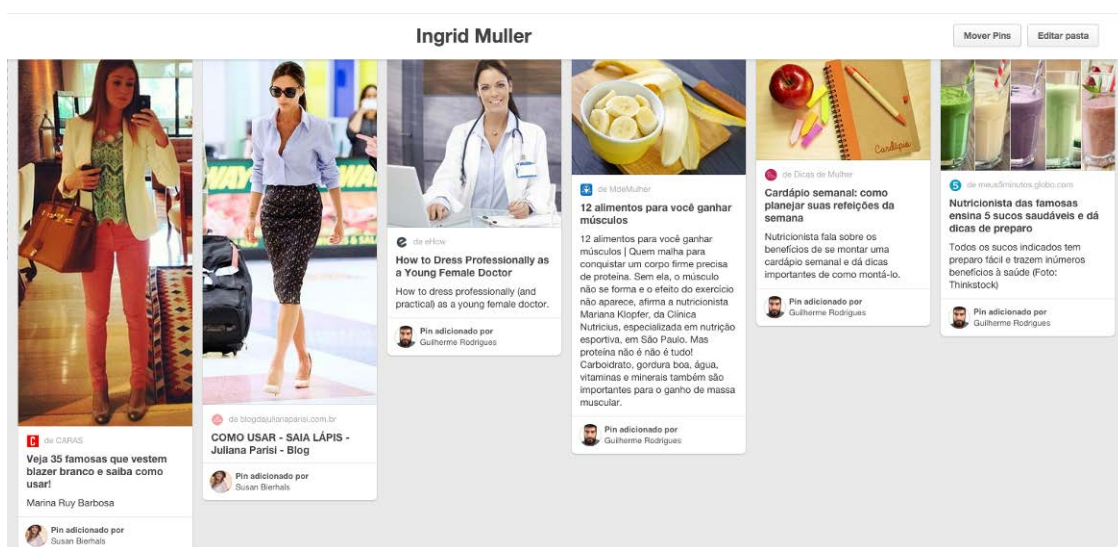 Ingrid Muller
Mover Pins
Editar pasta
de CARAS
Veja 35 famosas que vestem
blazer branco e saiba como
usar!
Marina Ruy Barbosa
Pin adicionado por
Susan Bierhals
de blogdajulianaparisi.com.br
COMO USAR - SAIA LÁPIS -
Juliana Parisi - Blog
Pin adicionado por
Susan Bierhals
de eHow
How to Dress Professionally as
a Young Female Doctor
How to dress professionally (and
practical) as a young female doctor.
Pin adicionado por
Guilherme Rodrigues
de MdeMulher
12 alimentos para você ganhar
músculos
12 alimentos para você ganhar
músculos | Quem malha para
conquistar um corpo firme precisa
de proteína. Sem ela, o músculo
não se forma e o efeito do exercício
não aparece, afirma a nutricionista
Mariana Klopfer, da Clínica
Nutricius, especializada em nutrição
esportiva, em São Paulo. Mas
proteína não é não é tudo!
Carboidrato, gordura boa, água,
vitaminas e minerais também são
importantes para o ganho de massa
muscular.
Pin adicionado por
Guilherme Rodrigues
Cardápio
de Dicas de Mulher
Cardápio semanal: como
planejar suas refeições da
semana
Nutricionista fala sobre os
benefícios de se montar uma
cardápio semanal e dá dicas
importantes de como montá-lo.
Pin adicionado por
Guilherme Rodrigues
de meus5minutos.globo.com
Nutricionista das famosas
ensina 5 sucos saudáveis e dá
dicas de preparo
Todos os sucos indicados tem
preparo fácil e trazem inúmeros
benefícios à saúde (Foto:
Thinkstock)
Pin adicionado por
Guilherme Rodrigues